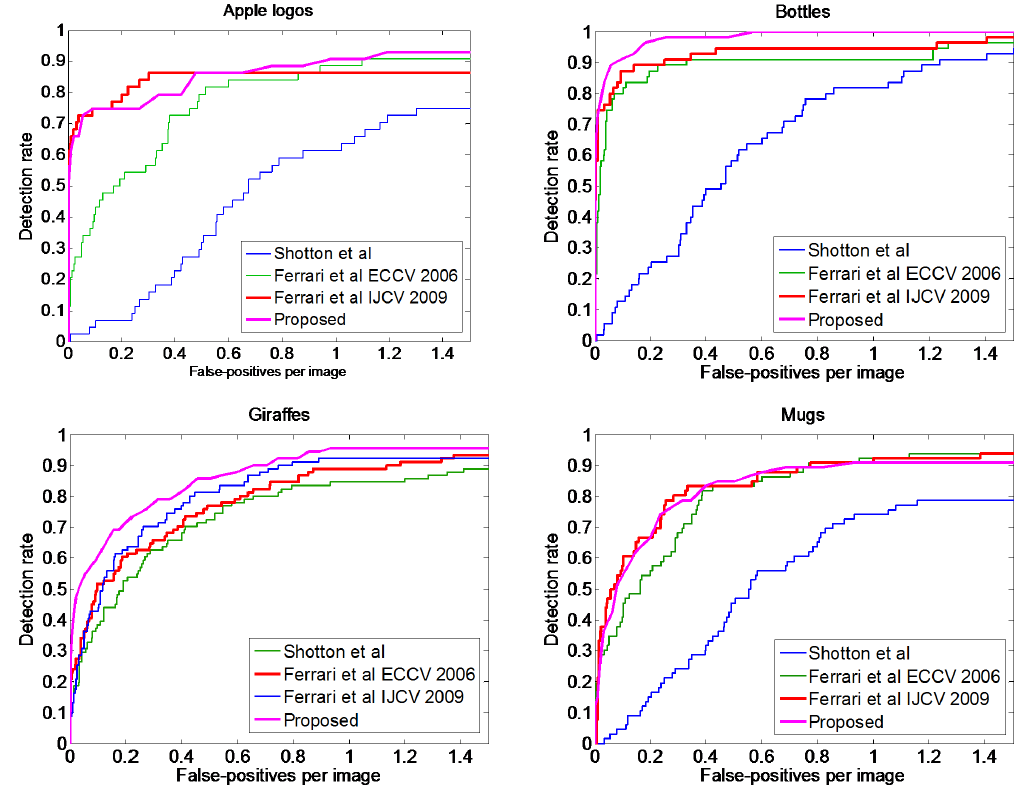 Apple logos
1
0.9
0.8
0.7
0.6
0.5
0.4
0.3
0.2
0.1
0
Detection rate
Shotton et al
Ferrari et al ECCV 2006
Ferrari et al IJCV 2009
Proposed
0 0.2 0.4 0.6 0.8 1 1.2 1.4
False-positives per image
Bottles
1
0.9
0.8
0.7
0.6
0.5
0.4
0.3
0.2
0.1
0
Detection rate
Shotton et al
Ferrari et al ECCV 2006
Ferrari et al IJCV 2009
Proposed
0 0.2 0.4 0.6 0.8 1 1.2 1.4
False-positives per image
Giraffes
1
0.9
0.8
0.7
0.6
0.5
0.4
0.3
0.2
0.1
0
Detection rate
Shotton et al
Ferrari et al ECCV 2006
Ferrari et al IJCV 2009
Proposed
0 0.2 0.4 0.6 0.8 1 1.2 1.4
False-positives per image
Mugs
1
0.9
0.8
0.7
0.6
0.5
0.4
0.3
0.2
0.1
0
Detection rate
Shotton et al
Ferrari et al ECCV 2006
Ferrari et al IJCV 2009
Proposed
0 0.2 0.4 0.6 0.8 1 1.2 1.4
False-positives per image